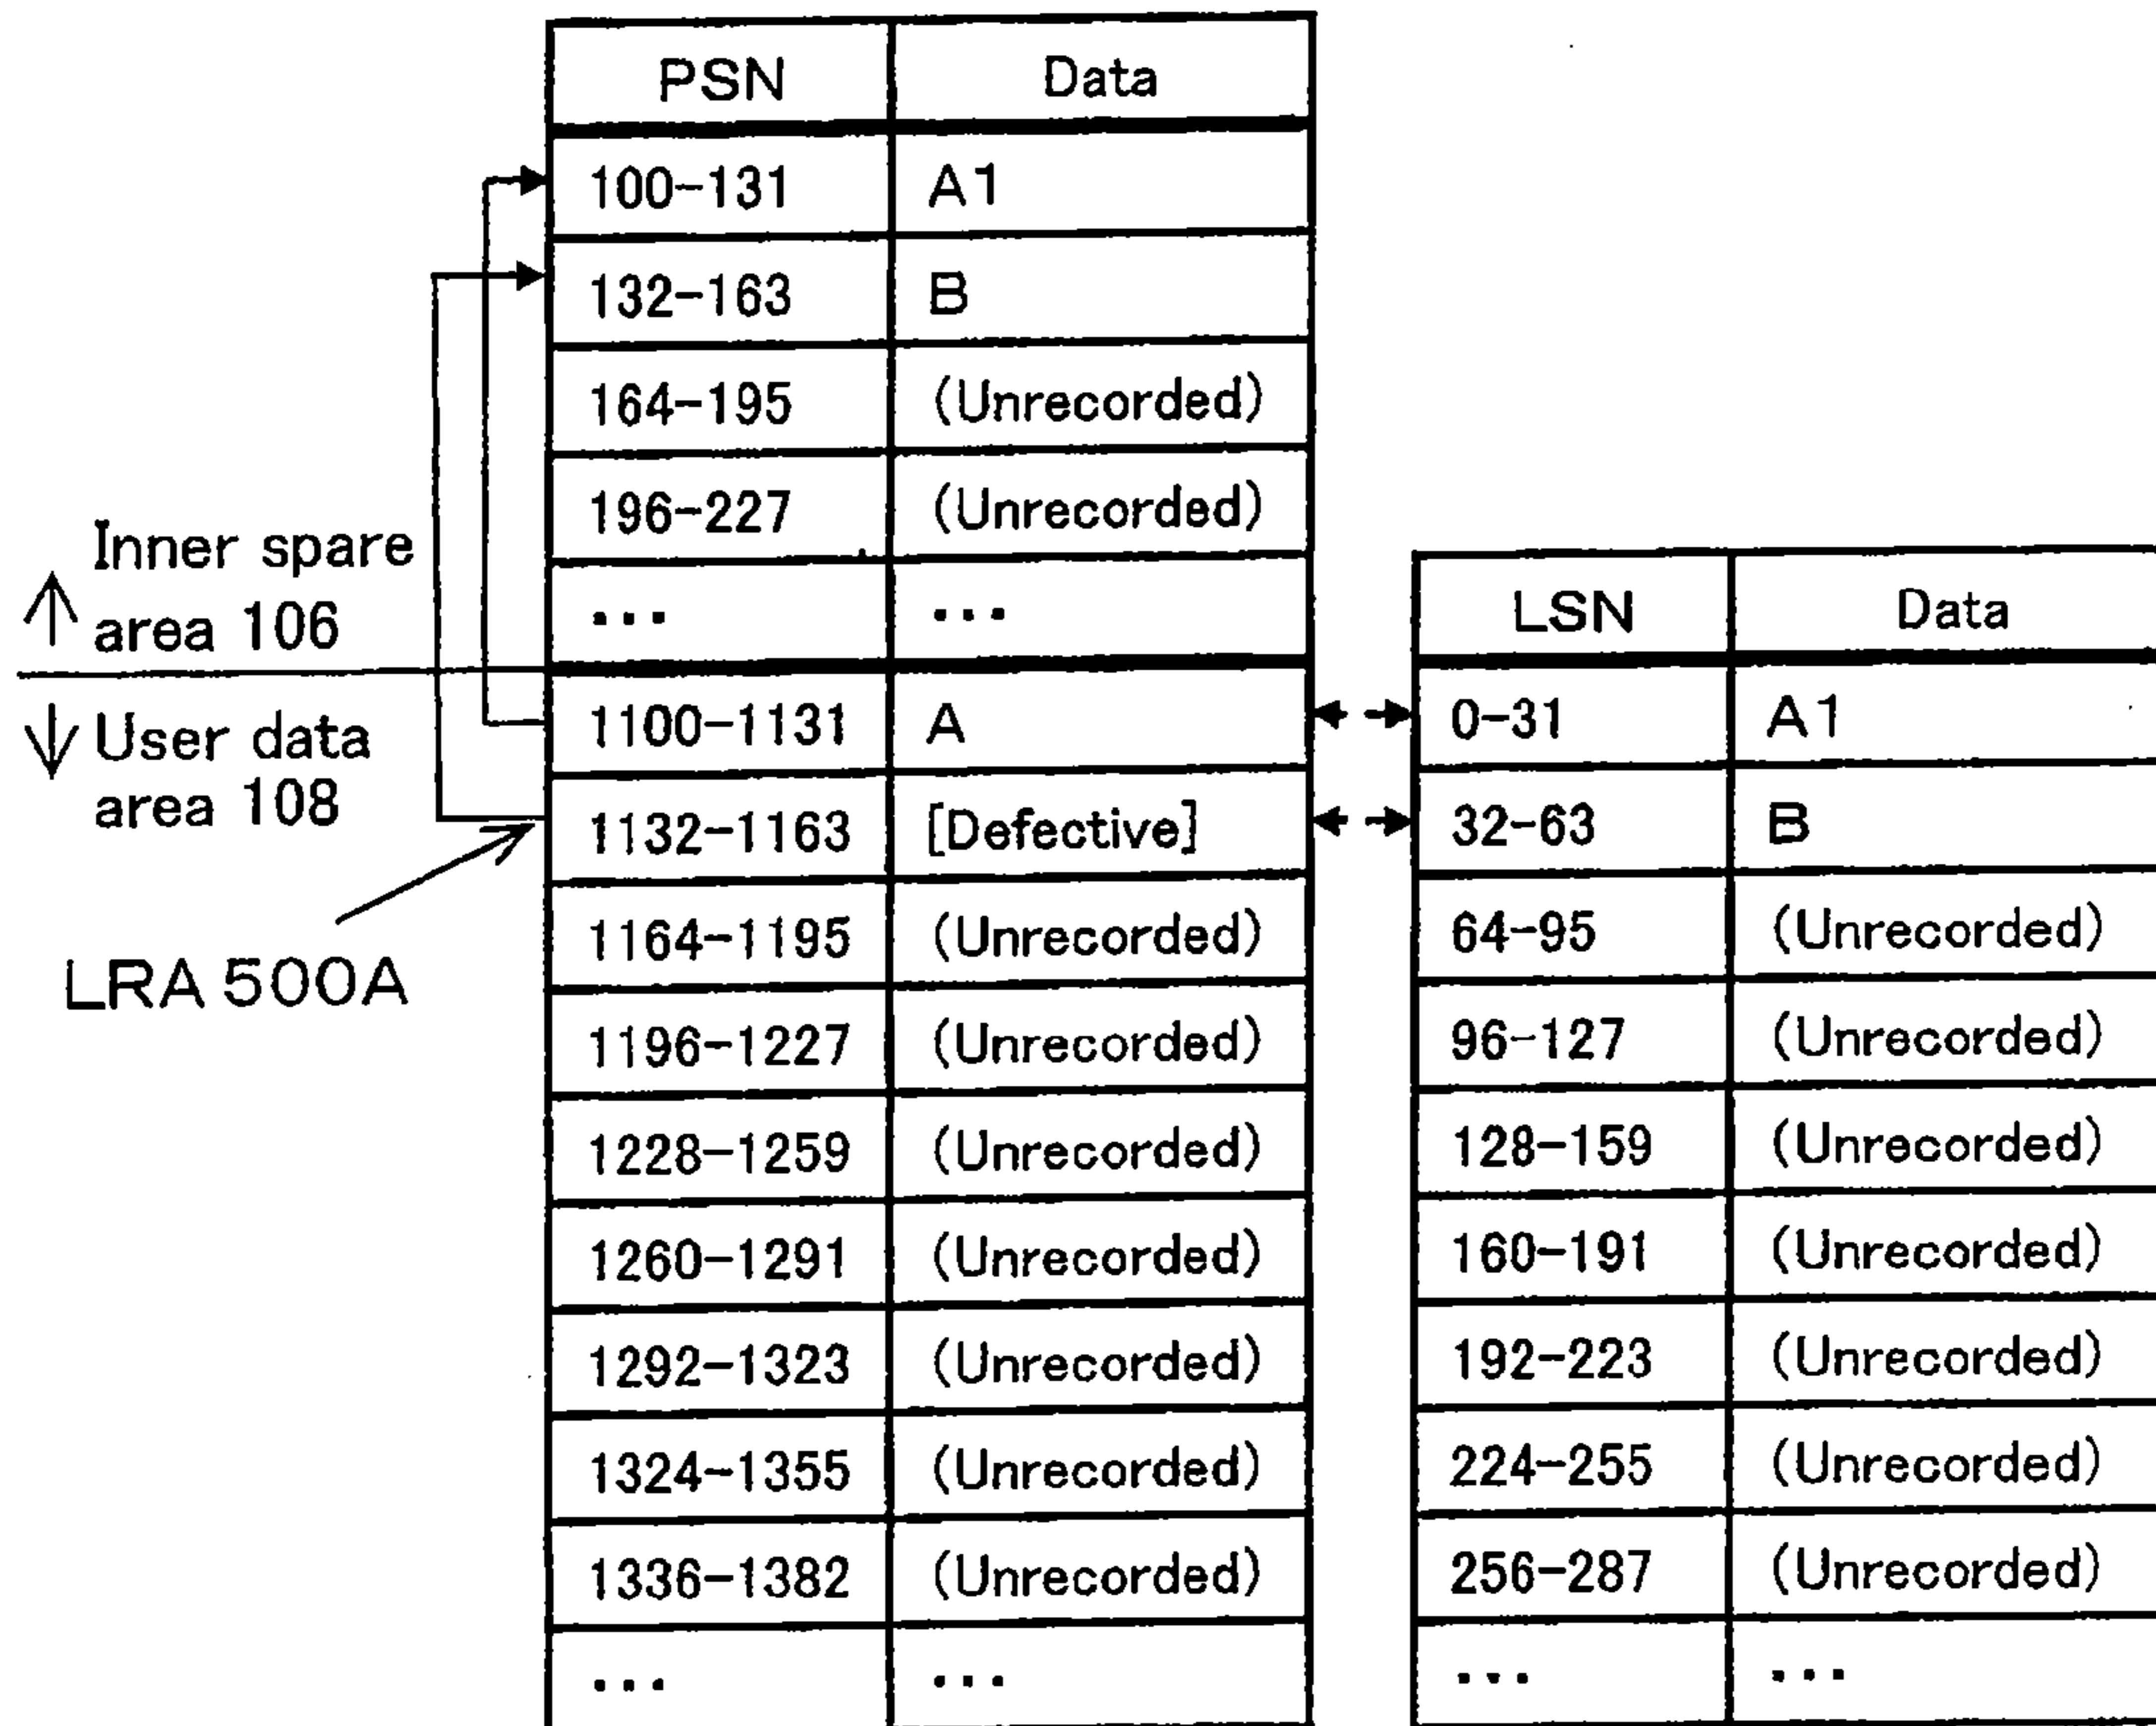 PSN Data
100-131 A1
132-163 B
164-195 (Unrecorded)
196-227 (Unrecorded)
... ...
1100-1131 A
1132-1163 [Defective]
1164-1195 (Unrecorded)
1196-1227 (Unrecorded)
1228-1259 (Unrecorded)
1260-1291 (Unrecorded)
1292-1323 (Unrecorded)
1324-1355 (Unrecorded)
1336-1382 (Unrecorded)
... ...
Inner spare
area 106
User data
area 108
LRA 500A
LSN Data
0-31 A1
32-63 B
64-95 (Unrecorded)
96-127 (Unrecorded)
128-159 (Unrecorded)
160-191 (Unrecorded)
192-223 (Unrecorded)
224-255 (Unrecorded)
256-287 (Unrecorded)
... ...